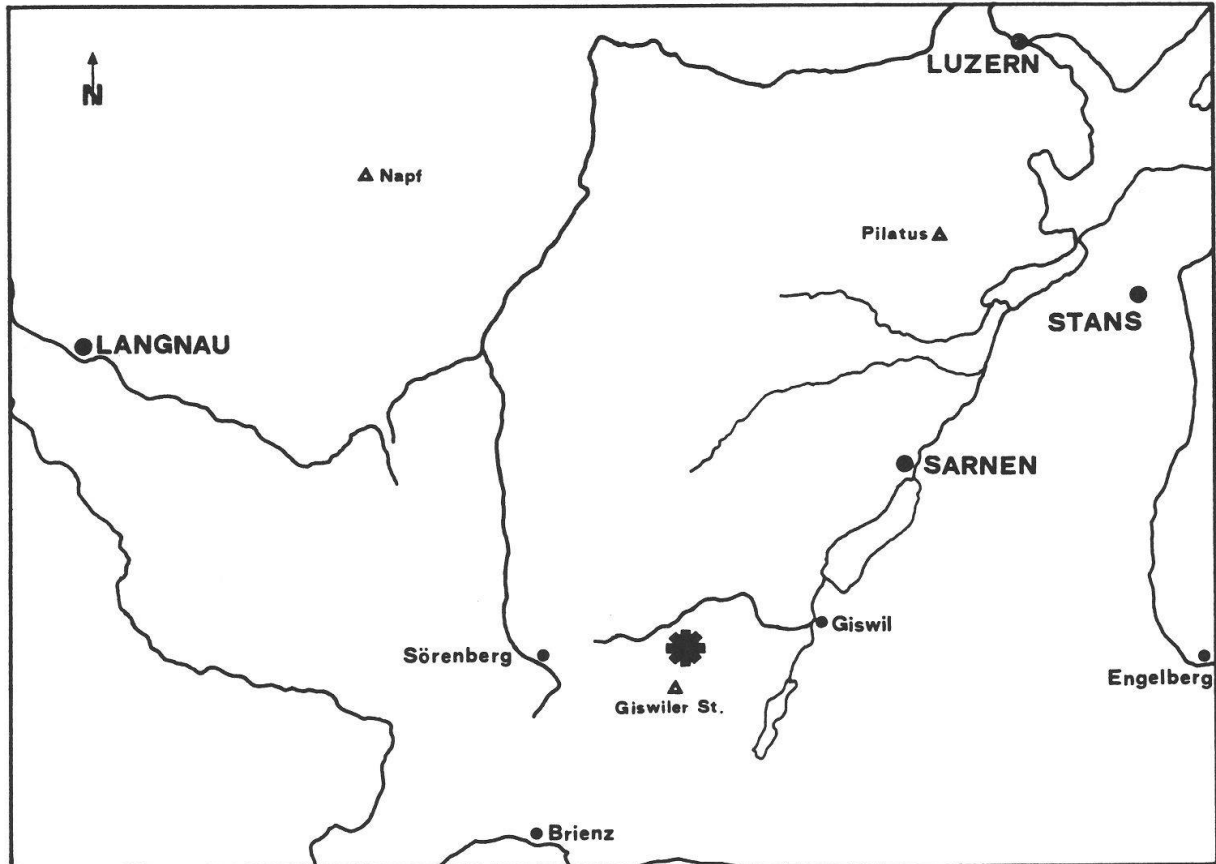 LUZERN
N
Napf
Pilatus
STANS
LANGNAU
SARNEN
Giswil
Sörenberg
Engelberg
Giswiler St.
Brienz